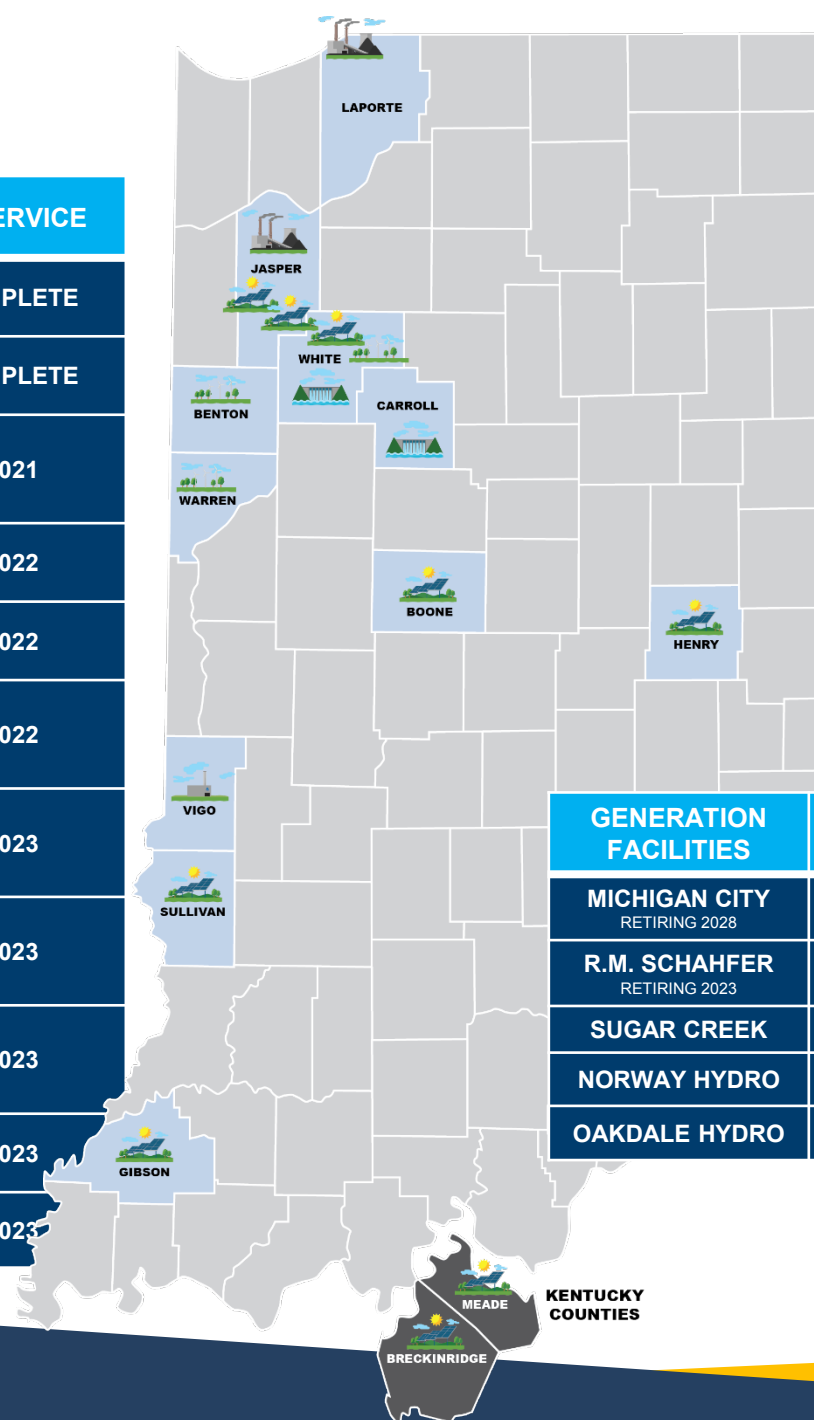 ERVICE
PLETE
PLETE
021
022
022
022
023
023
023
023
023
LAPORTE
JASPER
WHITE
BENTON
CARROLL
WARREN
BOONE
HENRY
VIGO
SULLIVAN
GIBSON
MEADE
BRECKINRIDGE
KENTUCKY
COUNTIES
GENERATION
FACILITIES
MICHIGAN CITY
RETIRING 2028
R.M. SCHAHFER
RETIRING 2023
SUGAR CREEK
NORWAY HYDRO
OAKDALE HYDRO